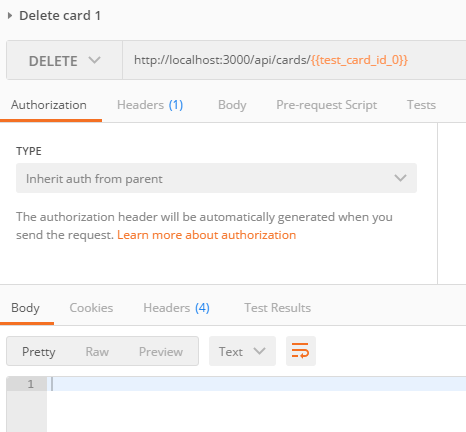 Delete card 1
DELETE http://localhost:3000/api/cards/{{test_card_id_0}}
Authorization Headers (1) Body Pre-request Script Tests
TYPE
Inherit auth from parent
The authorization header will be automatically generated when you
send the request. Learn more about authorization
Body Cookies Headers (4) Test Results
Pretty Raw Preview Text
1